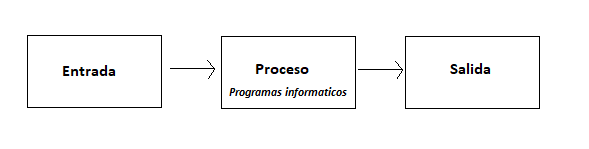 Entrada
Proceso
Programas informaticos
Salida